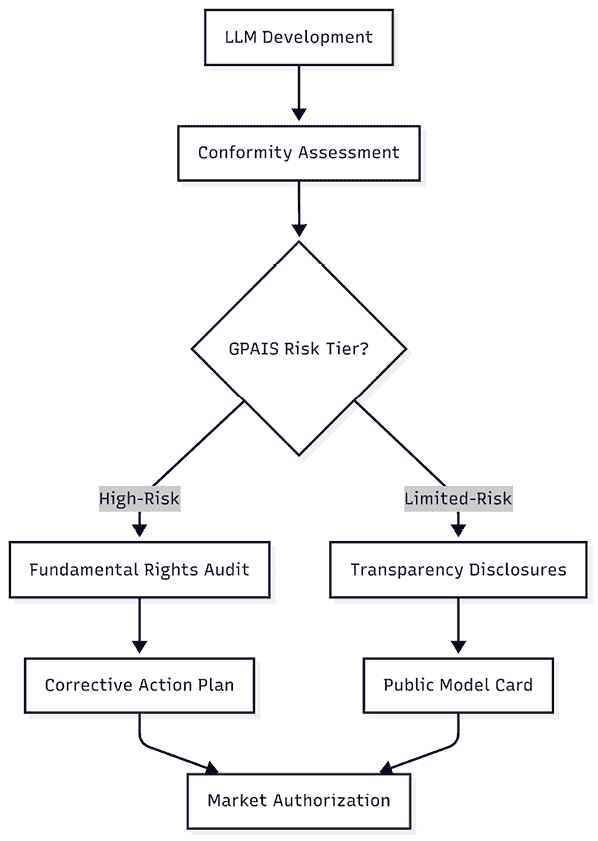 LLM Development
Conformity Assessment
GPAIS Risk Tier?
High-Risk
Limited-Risk
Fundamental Rights Audit
Transparency Disclosures
Corrective Action Plan
Public Model Card
Market Authorization